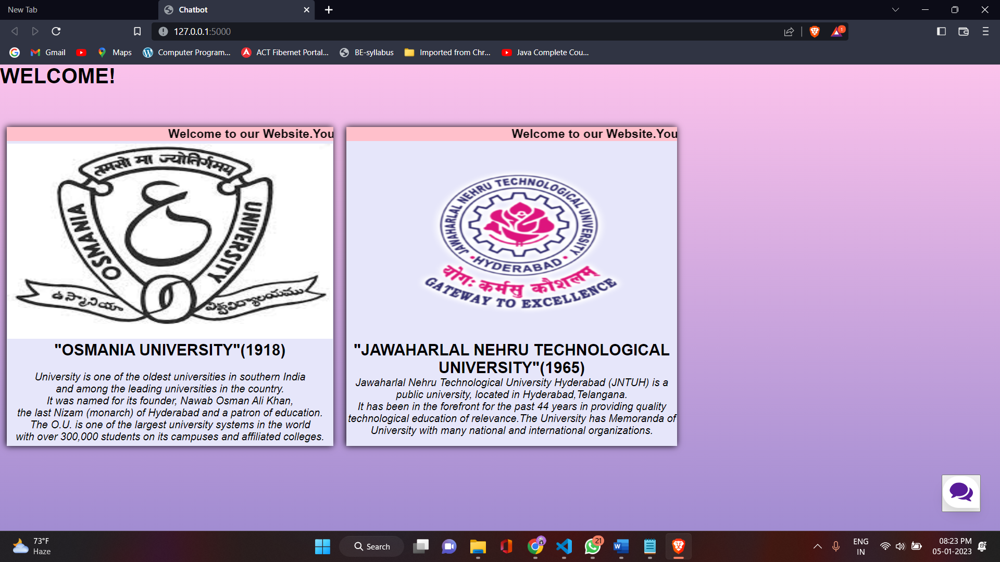 New Tab
Chatbot
127.0.0.1:5000
1
Gmail
Maps
Computer Program...
ACT Fibernet Portal...
BE-syllabus
Imported from Chr...
Java Complete Cou...
WELCOME!
Welcome to our Website.You
तमसो मा ज्योतिर्गमय
OSMANIA
UNIVERSITY
ఉస్మానియా
విశ్వవిద్యాలయము
"OSMANIA UNIVERSITY"(1918)
University is one of the oldest universities in southern India
and among the leading universities in the country.
It was named for its founder, Nawab Osman Ali Khan,
the last Nizam (monarch) of Hyderabad and a patron of education.
The O.U. is one of the largest university systems in the world
with over 300,000 students on its campuses and affiliated colleges.
Welcome to our Website.You
JAWAHARLAL NEHRU TECHNOLOGICAL UNIVERSITY
HYDERABAD
योगः कर्मसु कौशलम्
GATEWAY TO EXCELLENCE
"JAWAHARLAL NEHRU TECHNOLOGICAL
UNIVERSITY"(1965)
Jawaharlal Nehru Technological University Hyderabad (JNTUH) is a
public university, located in Hyderabad,Telangana.
It has been in the forefront for the past 44 years in providing quality
technological education of relevance.The University has Memoranda of
University with many national and international organizations.
73°F
Haze
Search
21
ENG
IN
08:23 PM
05-01-2023